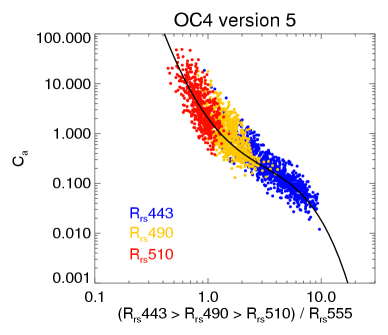 OC4 version 5
100.000
10.000
1.000
0.100
0.010
0.001
Ca
Rrs443
Rrs490
Rrs510
0.1 1.0 10.0
(Rrs443 > Rrs490 > Rrs510) / Rrs555